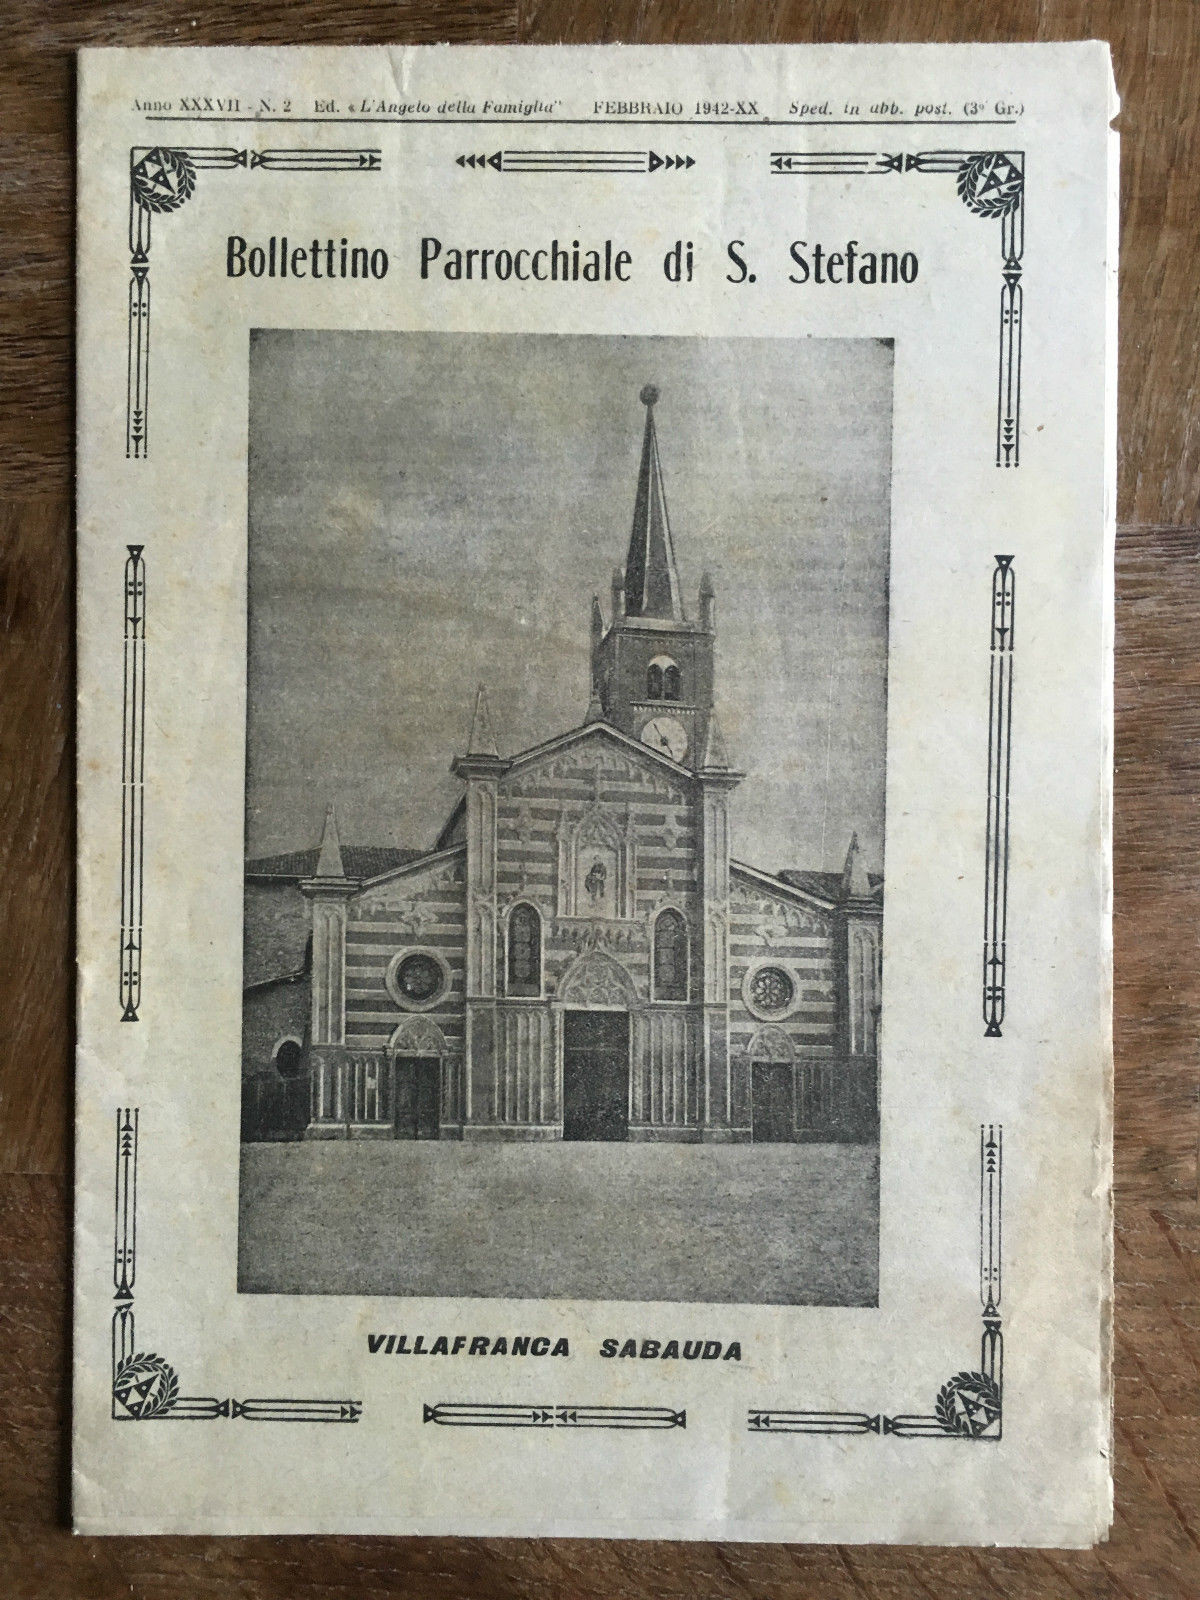 Anno XXXVII - N. 2 Ed. « L'Angelo della Famiglia" FEBBRAIO 1942-XX Sped. in abb. post. (3° Gr.)
Bollettino Parrocchiale di S. Stefano
VILLAFRANCA SABAUDA